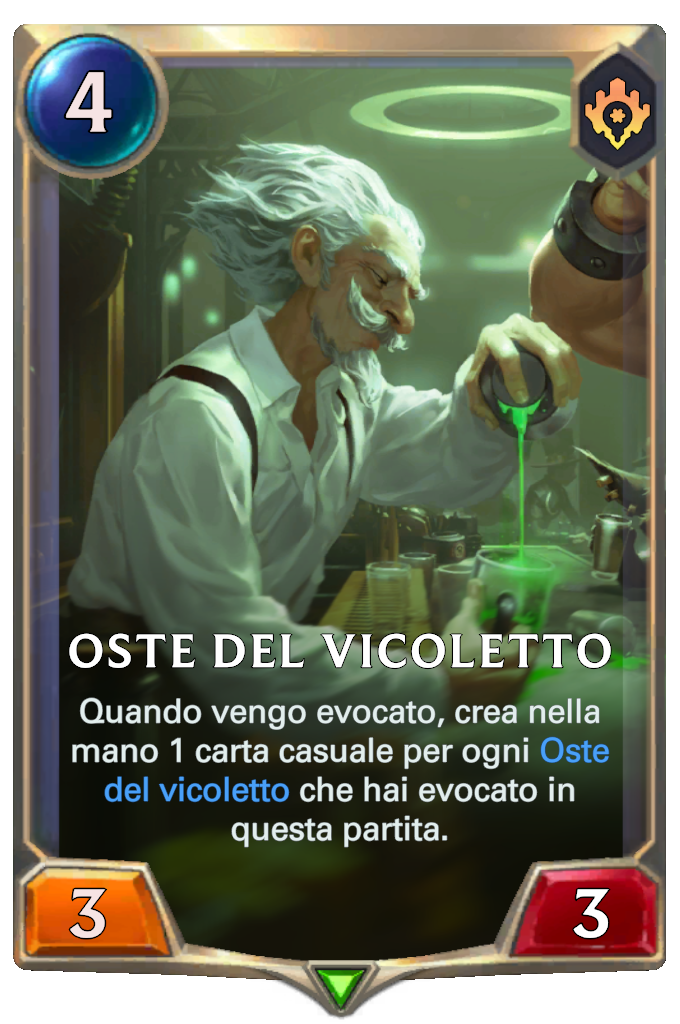 4
OSTE DEL VICOLETTO
Quando vengo evocato, crea nella
mano 1 carta casuale per ogni Oste
del vicoletto che hai evocato in
questa partita.
3 3